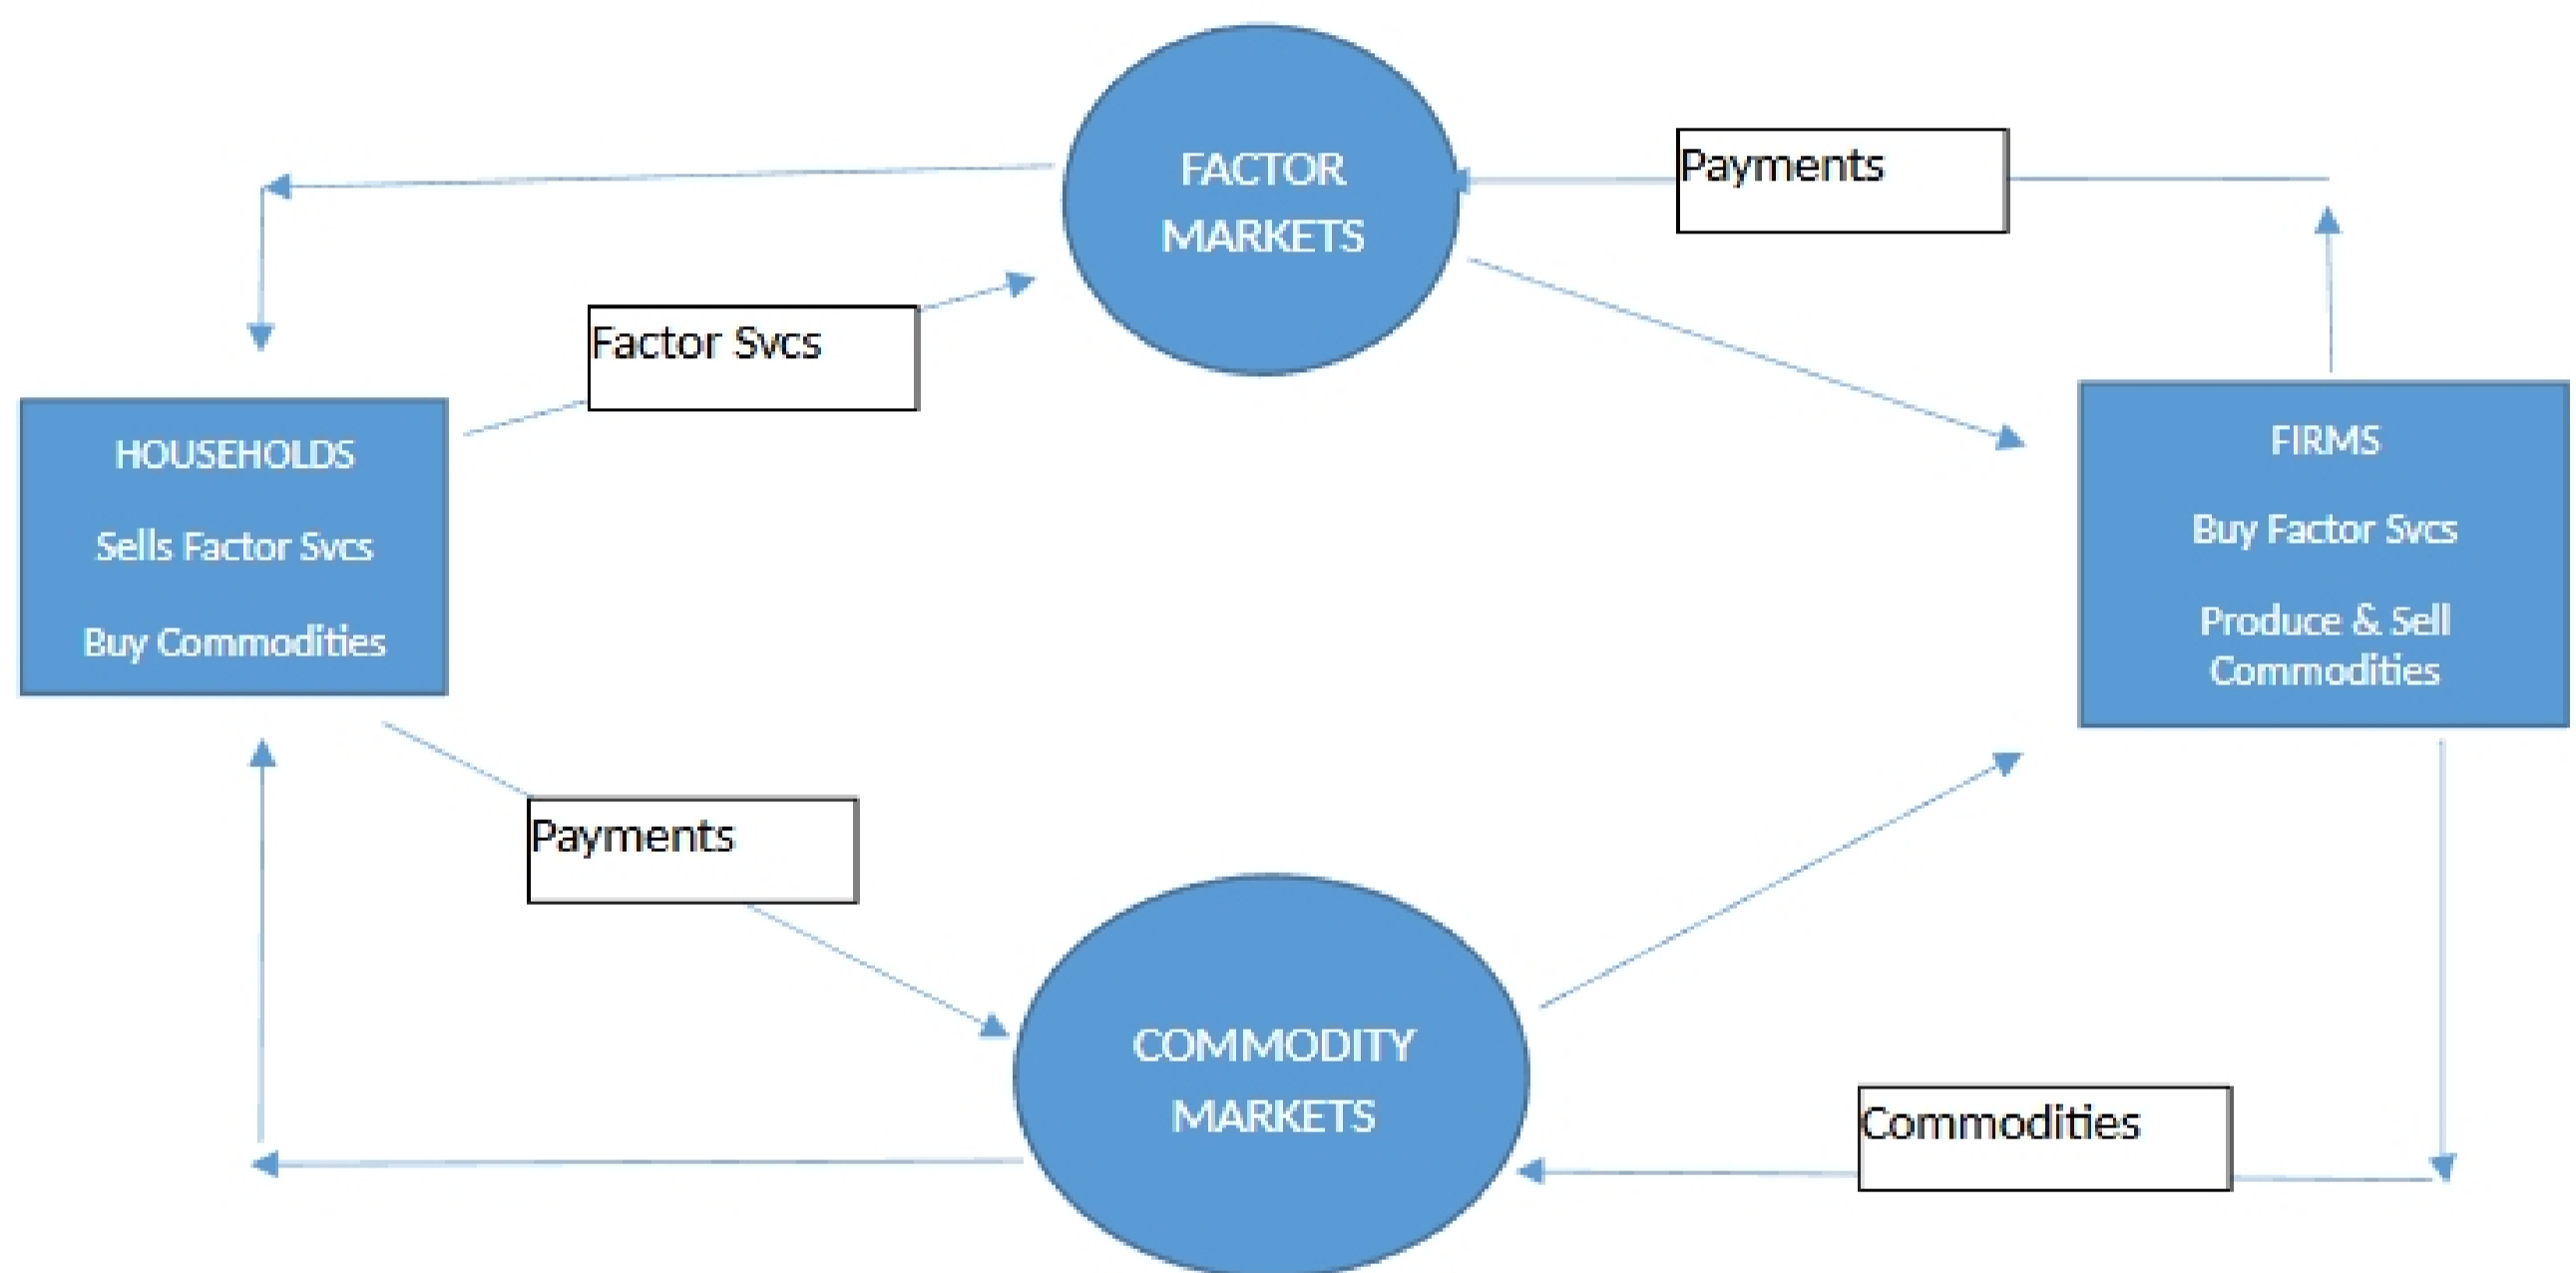 FACTOR
MARKETS
Payments
Factor Svcs
HOUSEHOLDS
Sells Factor Svcs
Buy Commodities
FIRMS
Buy Factor Svcs
Produce & Sell
Commodities
Payments
COMMODITY
MARKETS
Commodities